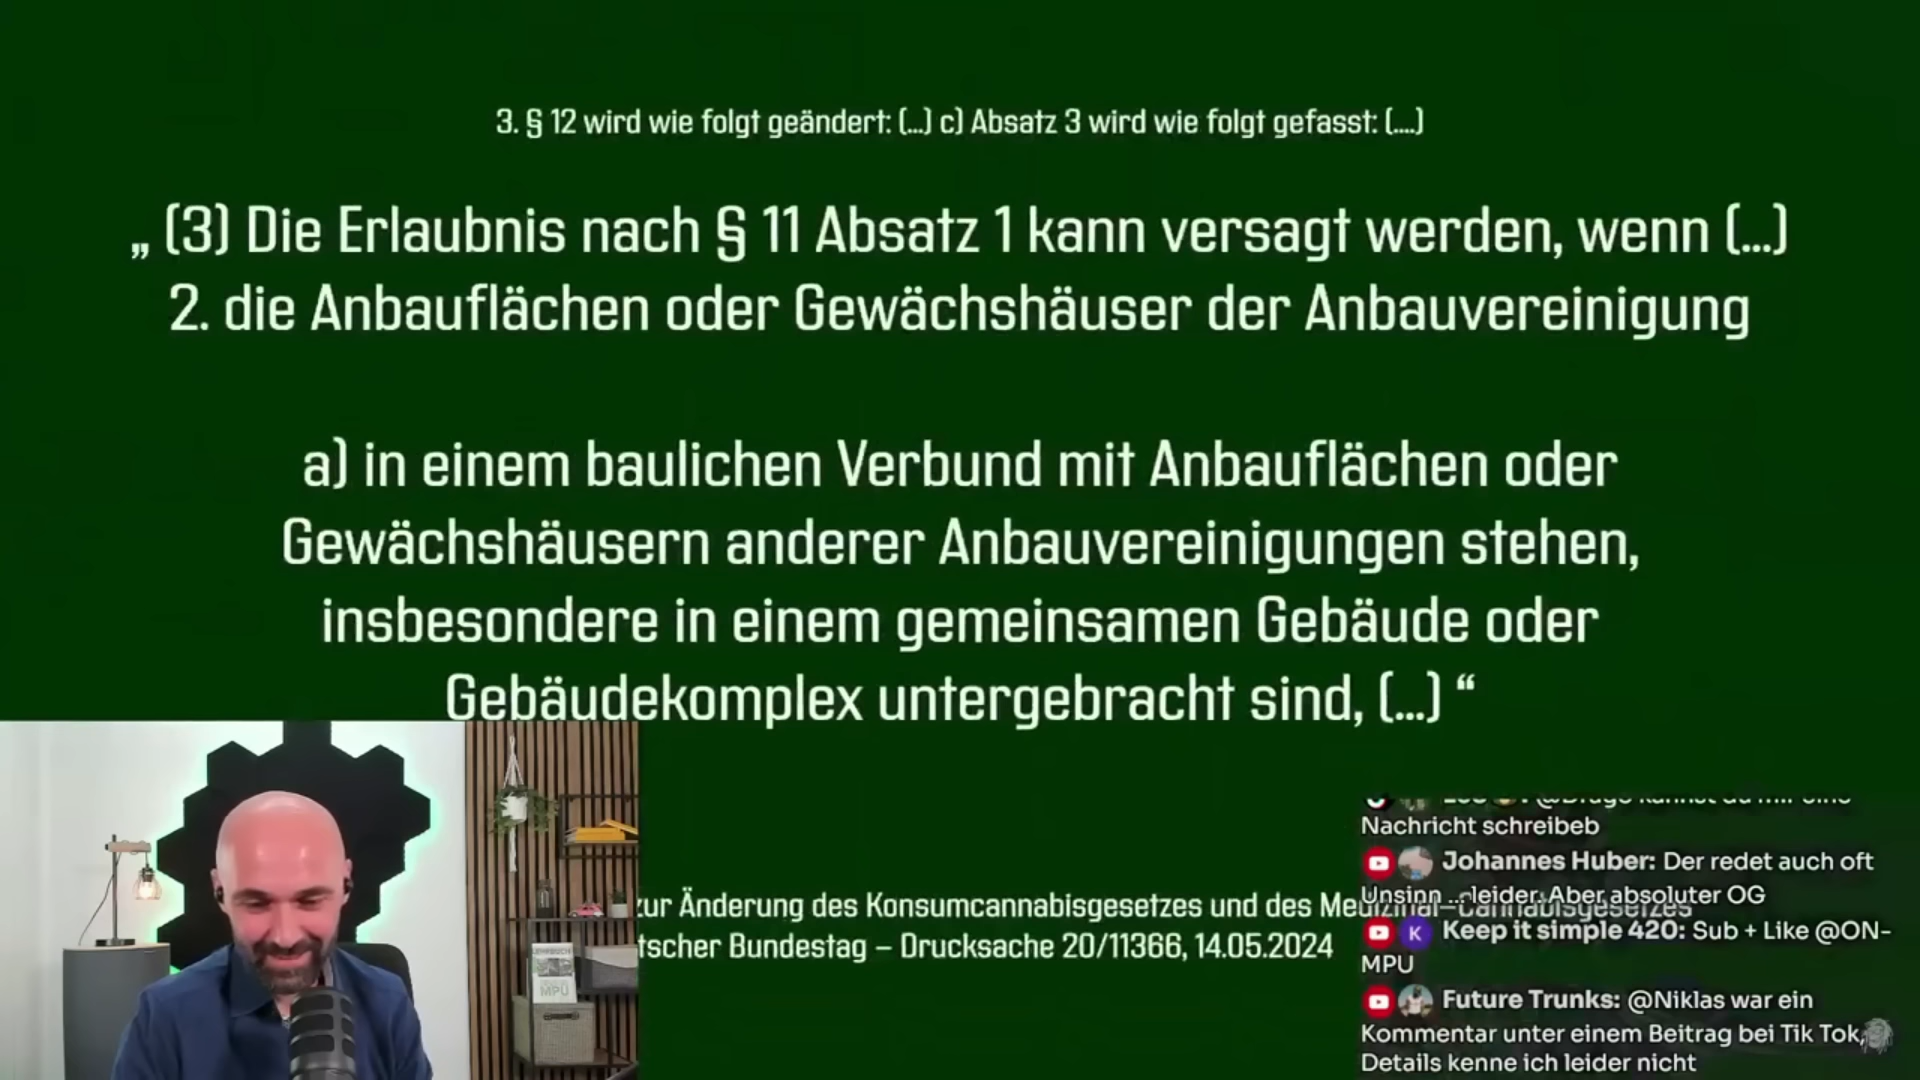 3. § 12 wird wie folgt geändert: (...) c) Absatz 3 wird wie folgt gefasst: (....)
„ (3) Die Erlaubnis nach § 11 Absatz 1 kann versagt werden, wenn (...)
2. die Anbauflächen oder Gewächshäuser der Anbauvereinigung
a) in einem baulichen Verbund mit Anbauflächen oder
Gewächshäusern anderer Anbauvereinigungen stehen,
insbesondere in einem gemeinsamen Gebäude oder
Gebäudekomplex untergebracht sind, (...) “
zur Änderung des Konsumcannabisgesetzes und des Medizinal-Cannabisgesetzes
tscher Bundestag – Drucksache 20/11366, 14.05.2024
MPU
Nachricht schreibeb
Johannes Huber: Der redet auch oft
Unsinn ... leider. Aber absoluter OG
K Keep it simple 420: Sub + Like @ON-
MPU
Future Trunks: @Niklas war ein
Kommentar unter einem Beitrag bei Tik Tok,
Details kenne ich leider nicht